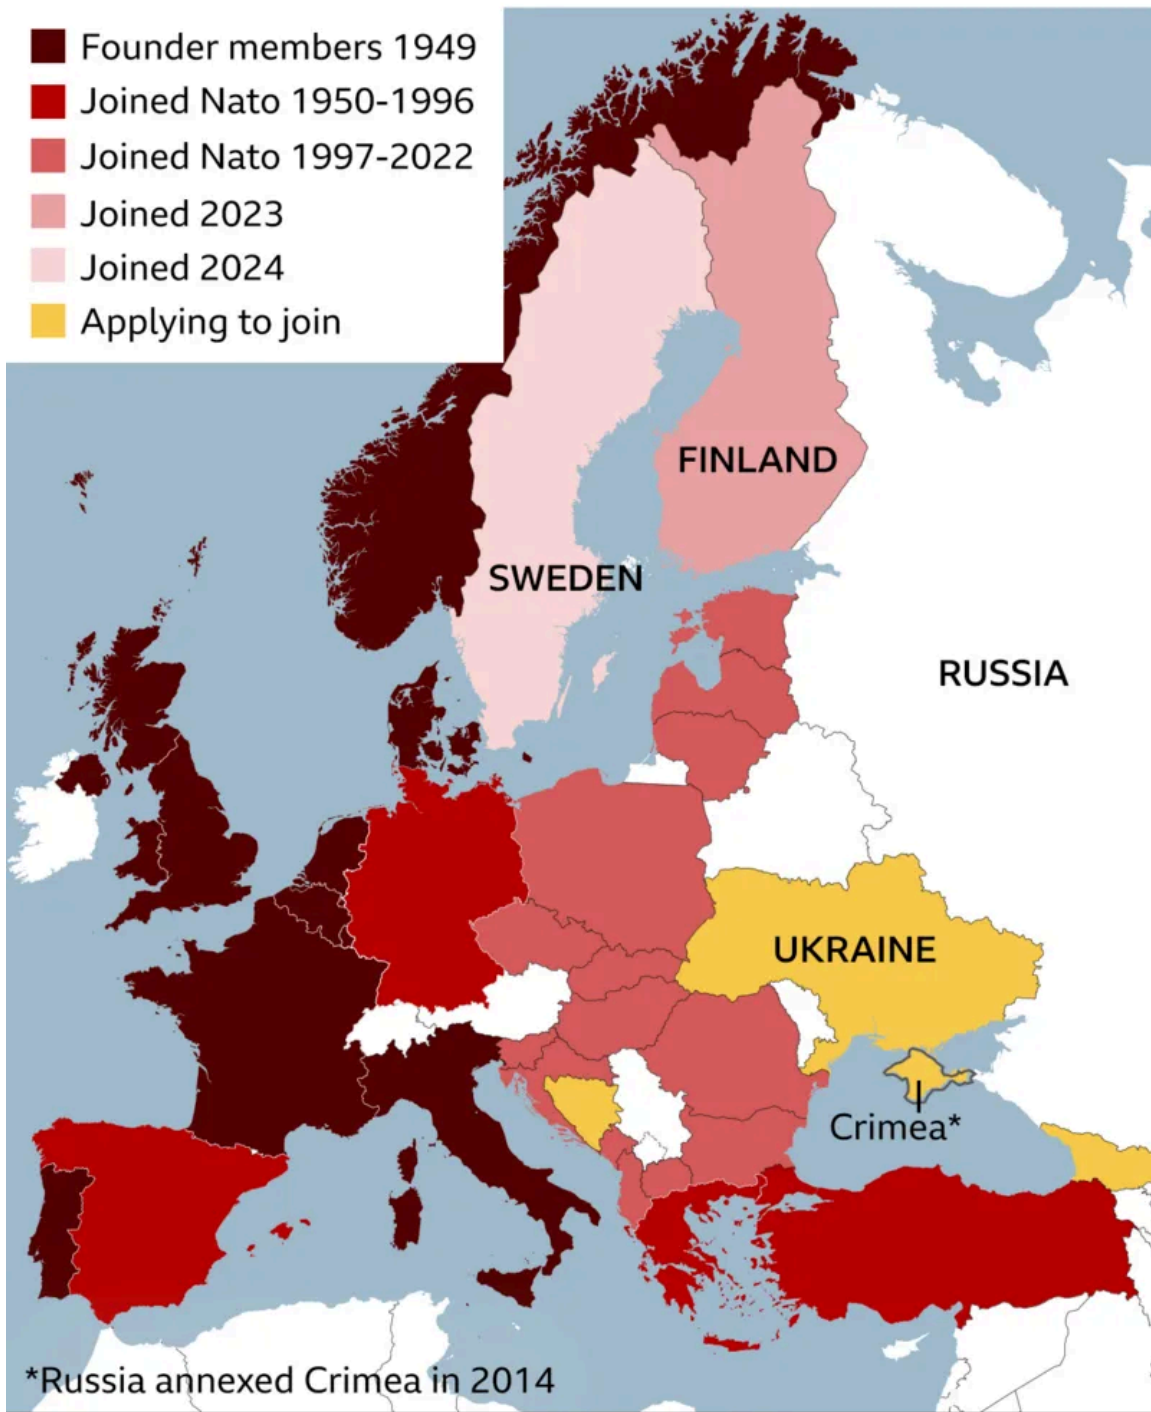 Founder members 1949
Joined Nato 1950-1996
Joined Nato 1997-2022
Joined 2023
Joined 2024
Applying to join
FINLAND
SWEDEN
RUSSIA
UKRAINE
Crimea*
*Russia annexed Crimea in 2014